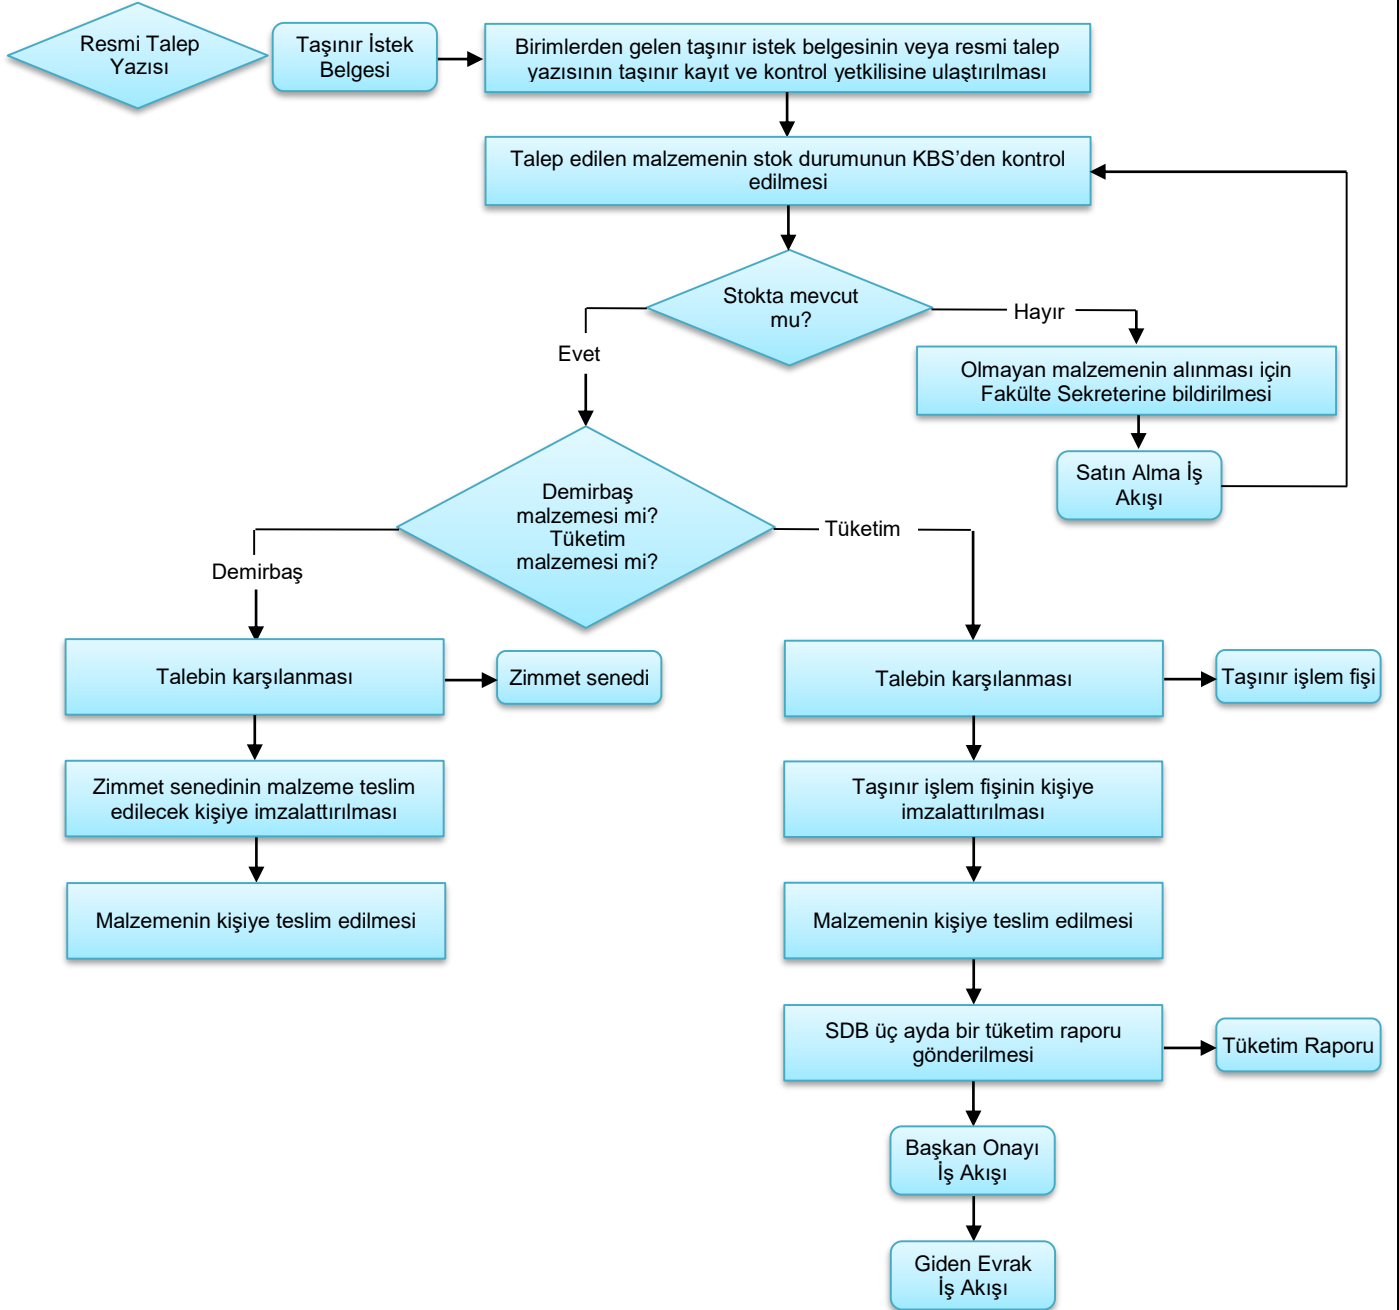 Resmi Talep
Yazısı
Taşınır İstek
Belgesi
Birimlerden gelen taşınır istek belgesinin veya resmi talep
yazısının taşınır kayıt ve kontrol yetkilisine ulaştırılması
Talep edilen malzemenin stok durumunun KBS’den kontrol
edilmesi
Stokta mevcut
mu?
Hayır
Evet
Olmayan malzemenin alınması için
Fakülte Sekreterine bildirilmesi
Satın Alma İş
Akışı
Demirbaş
malzemesi mi?
Tüketim
malzemesi mi?
Tüketim
Demirbaş
Talebin karşılanması
Zimmet senedi
Talebin karşılanması
Taşınır işlem fişi
Zimmet senedinin malzeme teslim
edilecek kişiye imzalattırılması
Taşınır işlem fişinin kişiye
imzalattırılması
Malzemenin kişiye teslim edilmesi
Malzemenin kişiye teslim edilmesi
SDB üç ayda bir tüketim raporu
gönderilmesi
Tüketim Raporu
Başkan Onayı
İş Akışı
Giden Evrak
İş Akışı